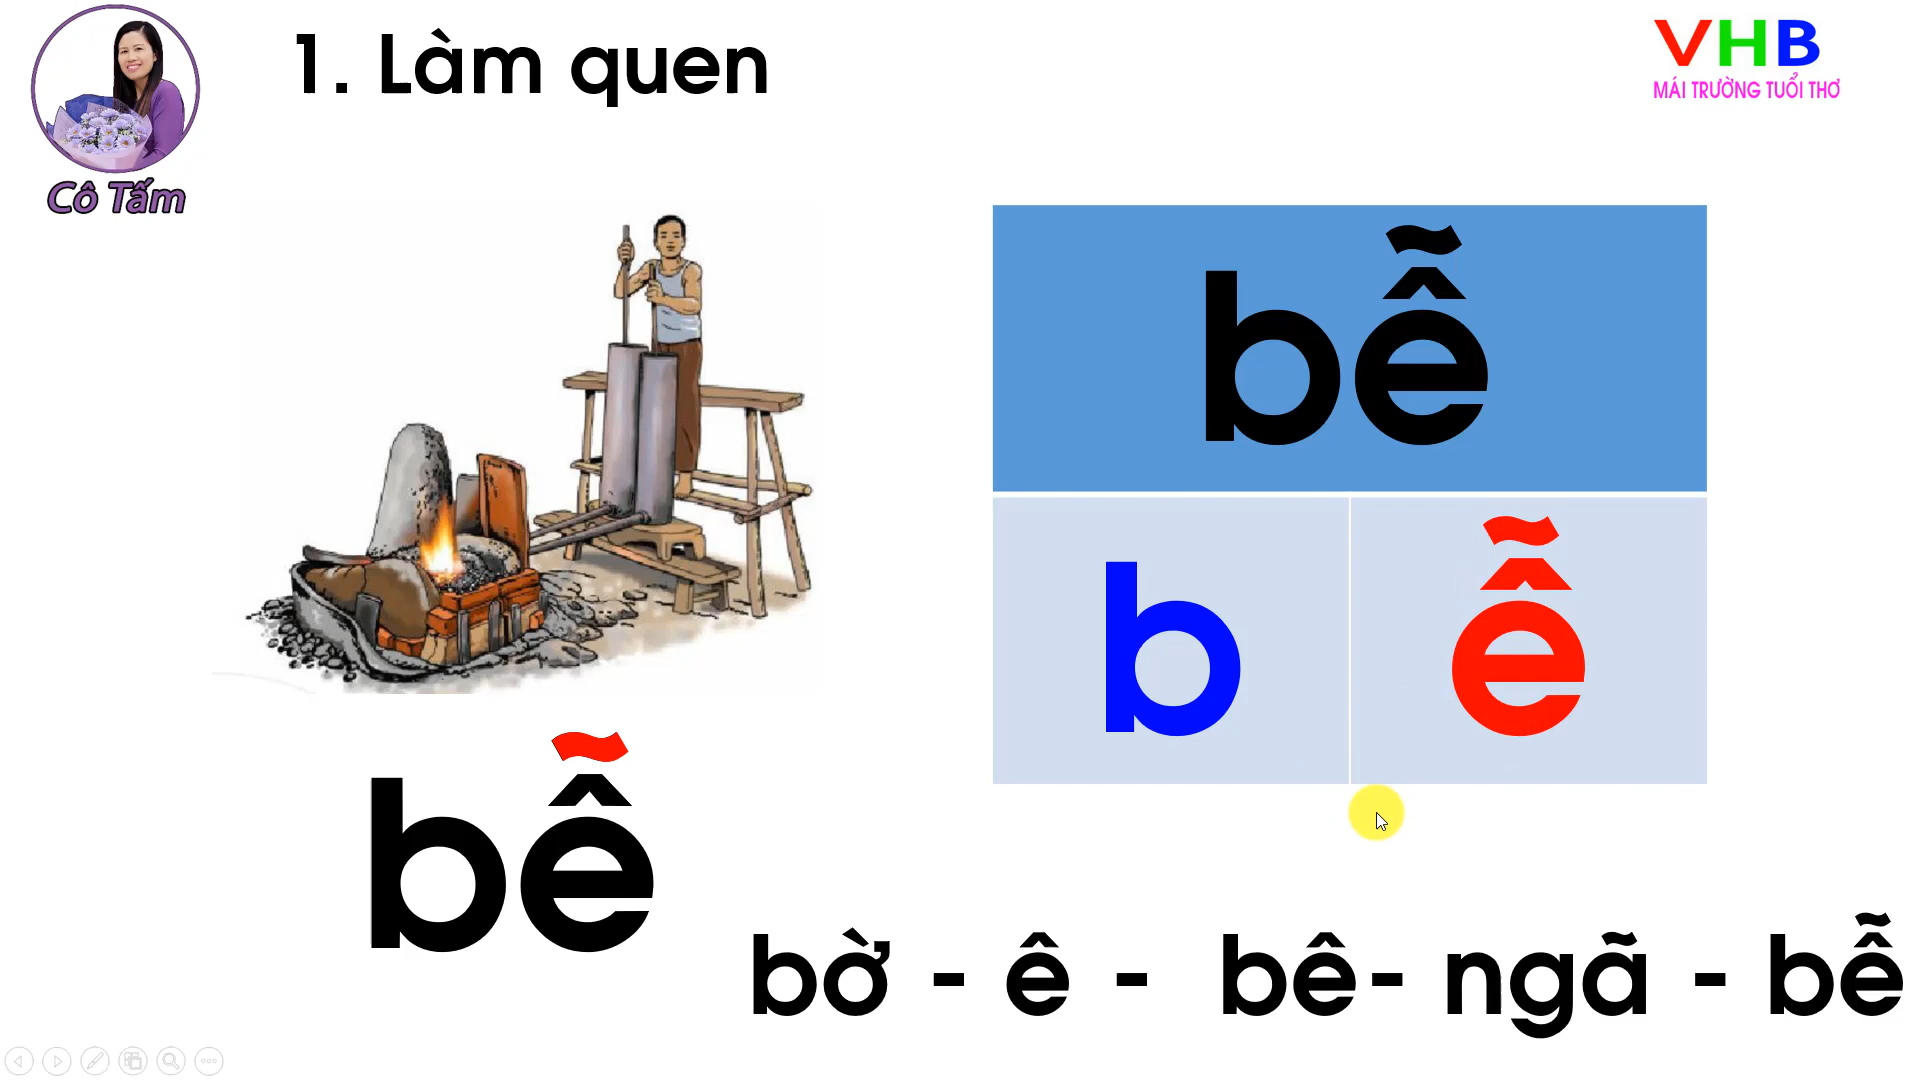 1. Làm quen
VHB
MÁI TRƯỜNG TUỔI THƠ
Cô Tấm
bễ
b ễ
bễ
bờ - ê - bê - ngã - bễ